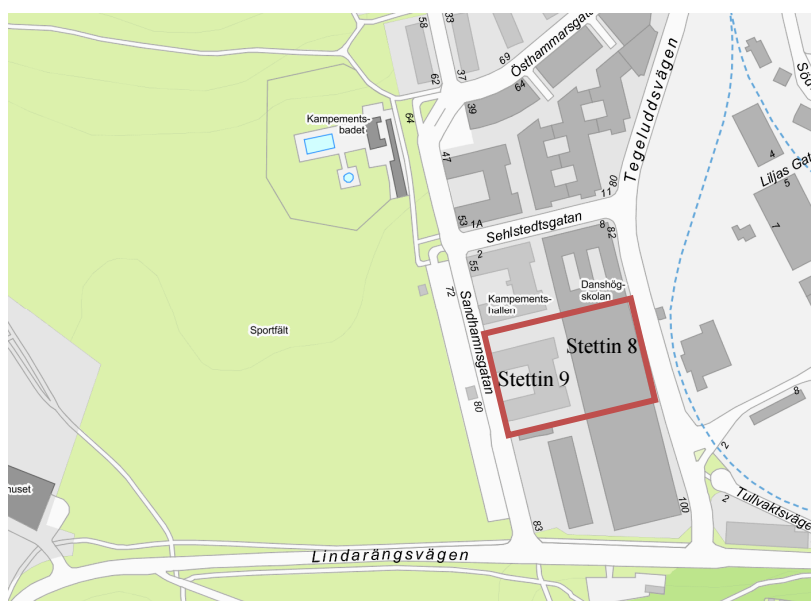 58
33
69
Östhammarsgatan
Tegeluddsvägen
62
37
64
39
Kampements-
badet
64
47
4
Liljas Gat
5
80
11
7
53
1A
8
82
Sehlstedtsgatan
2
55
72
Sandhamnsgatan
Kampements-
hallen
Danshög-
skolan
Sportfält
Stettin 8
Stettin 9
80
8
2
huset
100
2
Tullvaktsväge
83
Lindarängsvägen